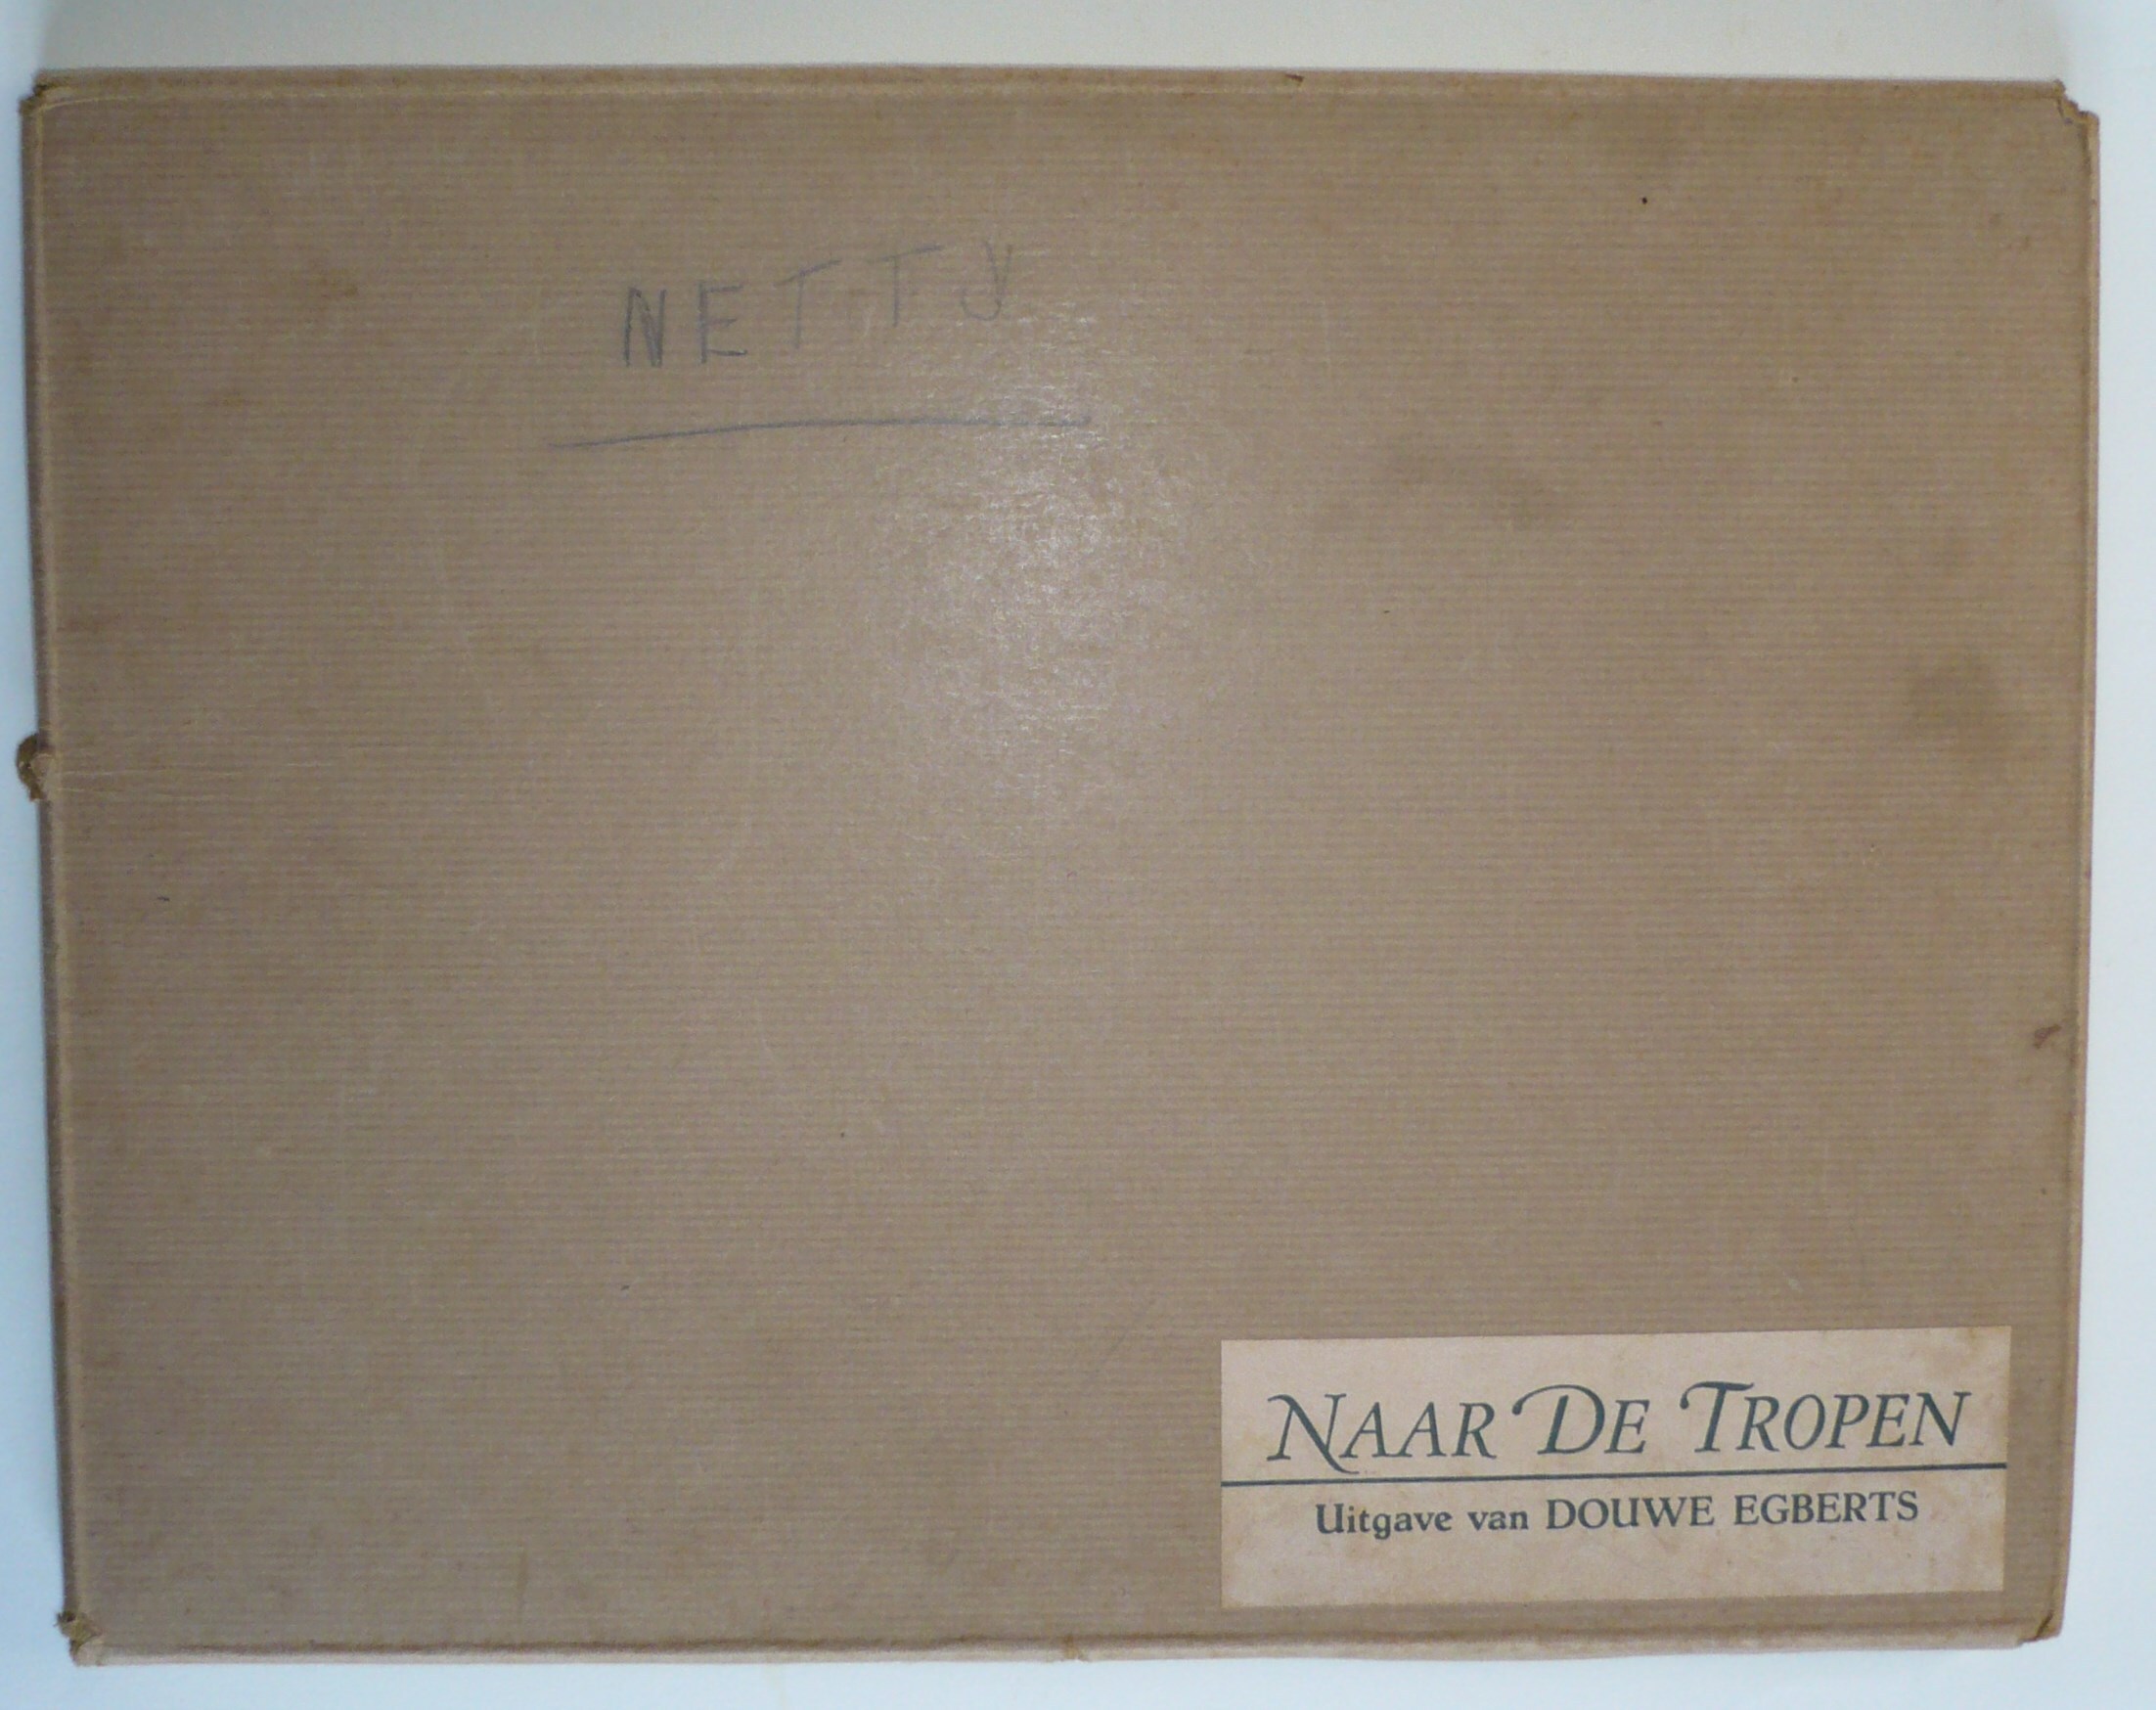 NETTY
NAAR DE TROPEN
Uitgave van DOUWE EGBERTS